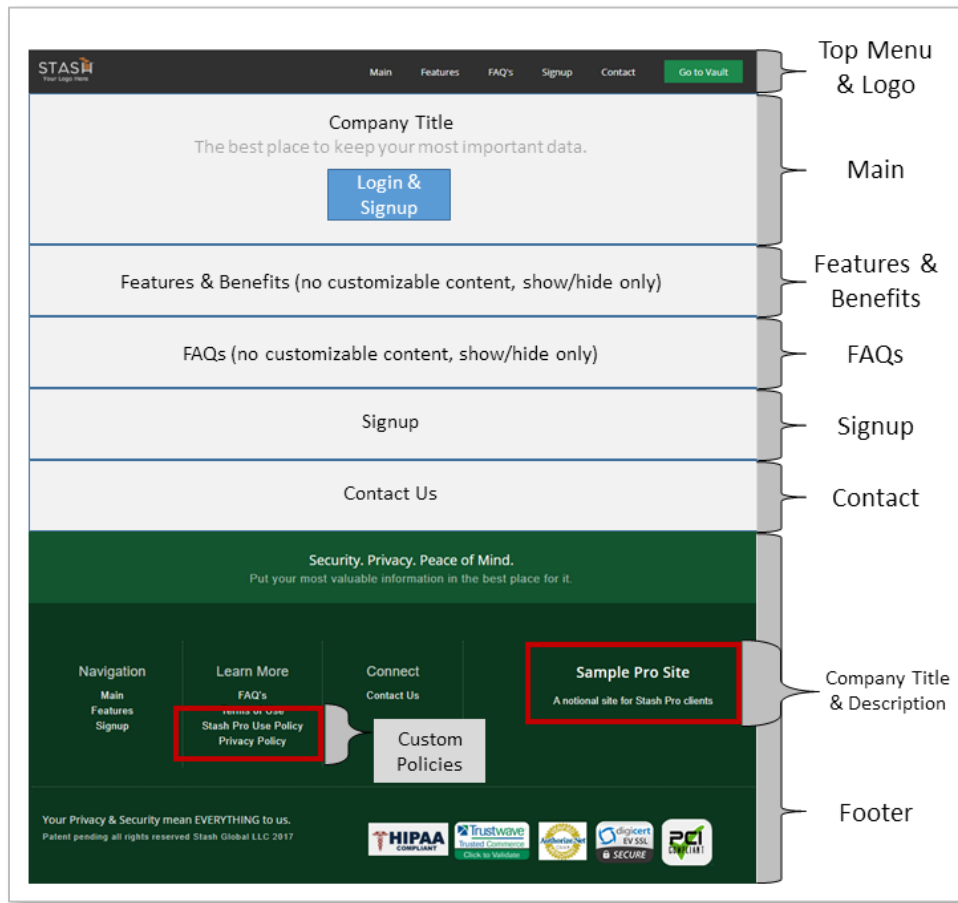 STASH
Your Logo Here
Main Features FAQ's Signup Contact Go to Vault
Top Menu
& Logo
Company Title
The best place to keep your most important data.
Login &
Signup
Main
Features & Benefits (no customizable content, show/hide only)
Features &
Benefits
FAQs (no customizable content, show/hide only)
FAQs
Signup
Signup
Contact Us
Contact
Security. Privacy. Peace of Mind.
Put your most valuable information in the best place for it.
Navigation
Main
Features
Signup
Learn More
FAQ's
Terms of Use
Stash Pro Use Policy
Privacy Policy
Connect
Contact Us
Custom
Policies
Sample Pro Site
A notional site for Stash Pro clients
Company Title
& Description
Your Privacy & Security mean EVERYTHING to us.
Patent pending all rights reserved Stash Global LLC 2017
HIPAA
COMPLIANT
Trustwave
Trusted Commerce
Click to Validate
Authorize.Net
digicert
EV SSL
SECURE
PCI
COMPLIANT
Footer